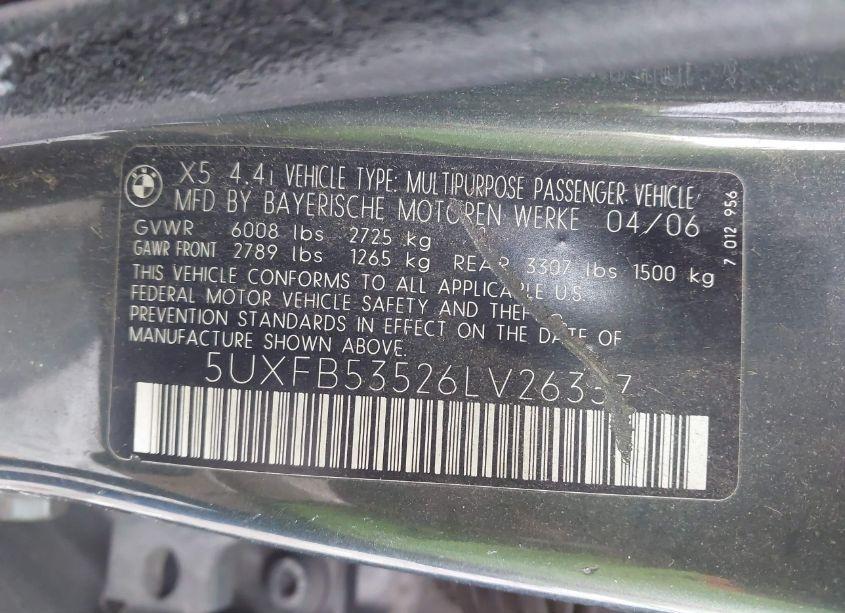 X5 4.4i VEHICLE TYPE: MULTIPURPOSE PASSENGER VEHICLE
MFD BY BAYERISCHE MOTOREN WERKE 04/06
GVWR 6008 lbs 2725 kg
GAWR FRONT 2789 lbs 1265 kg REAR 3307 lbs 1500 kg
THIS VEHICLE CONFORMS TO ALL APPLICABLE U.S.
FEDERAL MOTOR VEHICLE SAFETY AND THEFT
PREVENTION STANDARDS IN EFFECT ON THE DATE OF
MANUFACTURE SHOWN ABOVE.
5UXFB53526LV26357
7 012 956